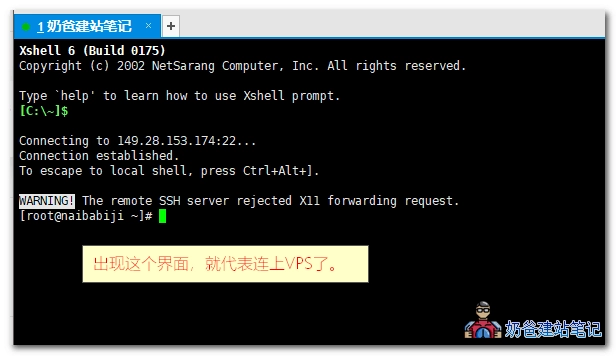 1 奶爸建站笔记 × +
Xshell 6 (Build 0175)
Copyright (c) 2002 NetSarang Computer, Inc. All rights reserved.
Type `help' to learn how to use Xshell prompt.
[C:\~]$
Connecting to 149.28.153.174:22...
Connection established.
To escape to local shell, press Ctrl+Alt+].
WARNING! The remote SSH server rejected X11 forwarding request.
[root@naibabiji ~]#
出现这个界面，就代表连上VPS了。
奶爸建站笔记